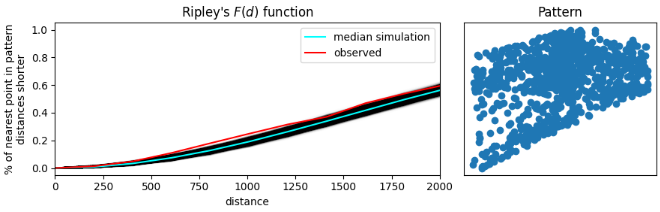 Ripley's F(d) function
% of nearest point in pattern
distances shorter
1.0
0.8
0.6
0.4
0.2
0.0
median simulation
observed
0 250 500 750 1000 1250 1500 1750 2000
distance
Pattern